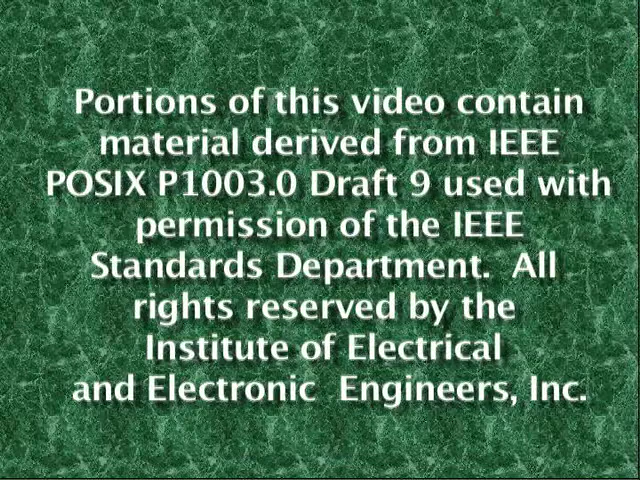 Portions of this video contain
material derived from IEEE
POSIX P1003.0 Draft 9 used with
permission of the IEEE
Standards Department.  All
rights reserved by the
Institute of Electrical
and Electronic  Engineers, Inc.